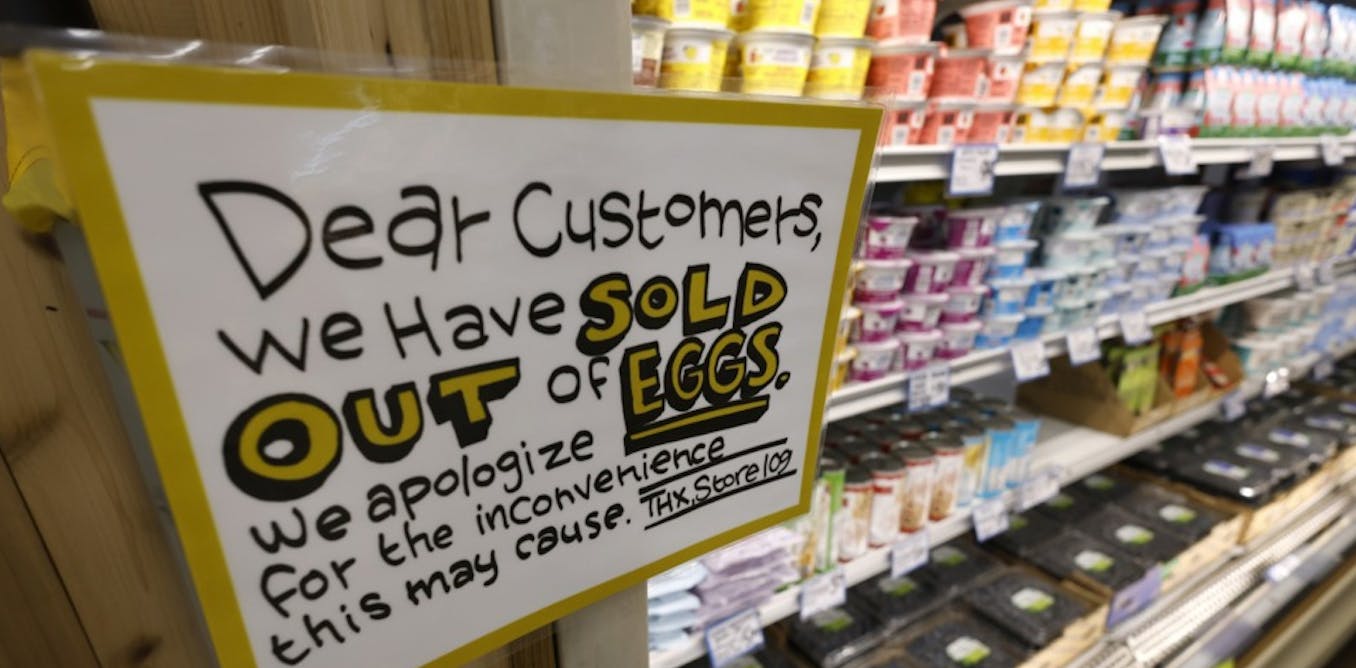 Dear Customers,
we Have SOLD
OUT of EGGS.
we apologize
for the inconvenience
this may cause. THX, Store 109